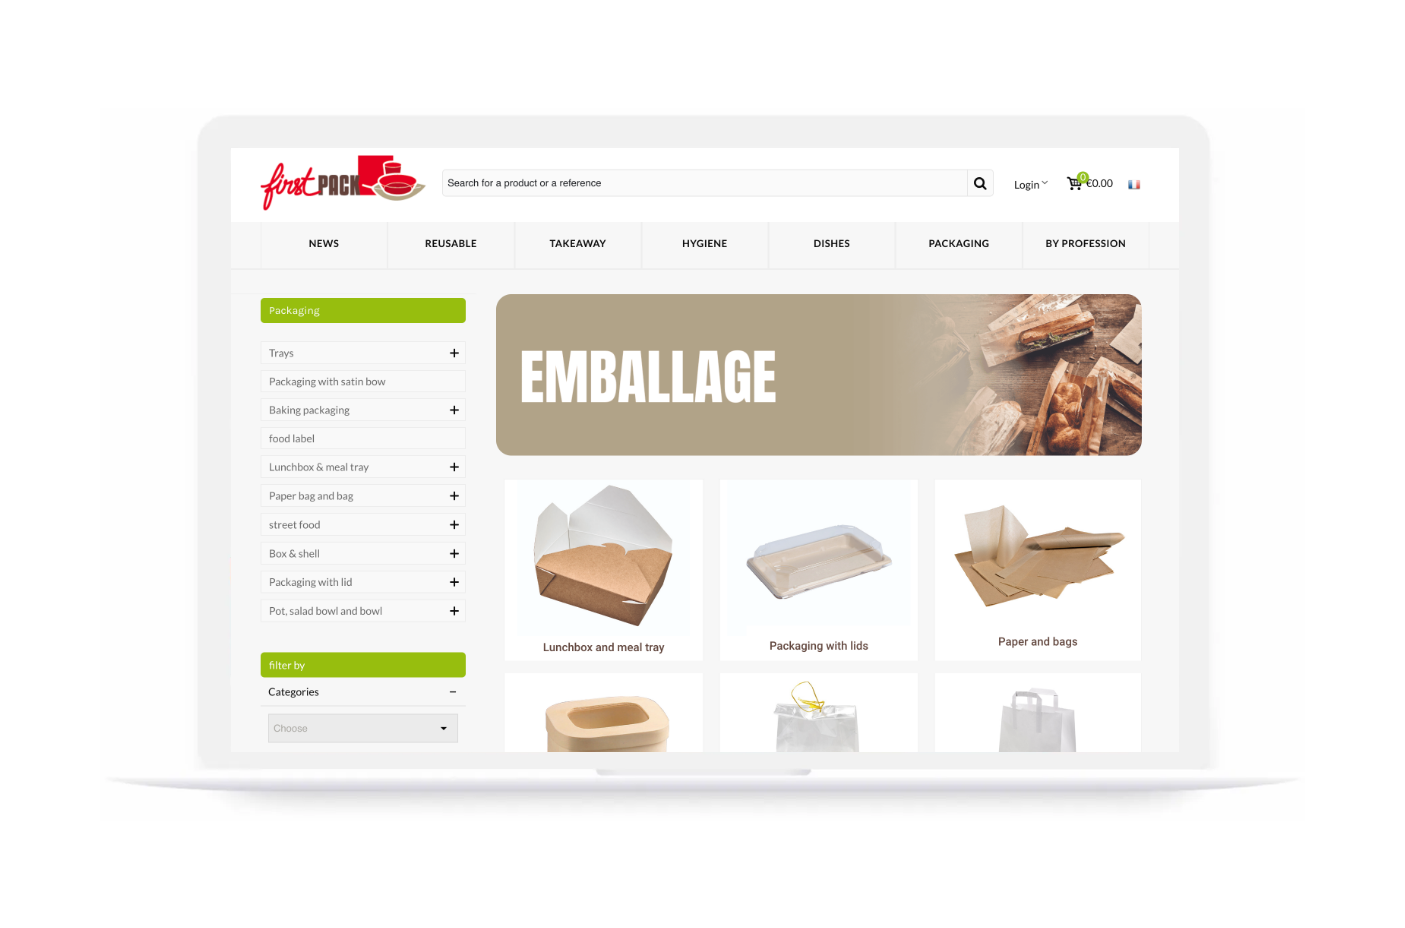 first PACK
Search for a product or a reference
Login
0
€0.00
NEWS
REUSABLE
TAKEAWAY
HYGIENE
DISHES
PACKAGING
BY PROFESSION
Packaging
Trays
Packaging with satin bow
Baking packaging
food label
Lunchbox & meal tray
Paper bag and bag
street food
Box & shell
Packaging with lid
Pot, salad bowl and bowl
filter by
Categories
Choose
EMBALLAGE
Lunchbox and meal tray
Packaging with lids
Paper and bags